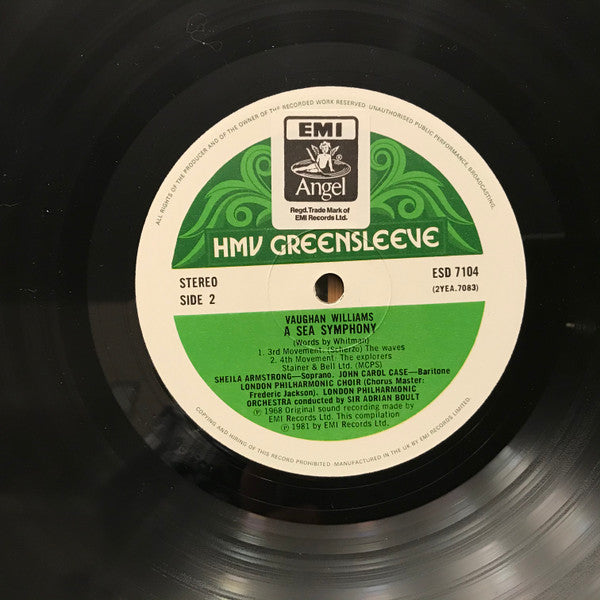 ALL RIGHTS OF THE PRODUCER AND OF THE OWNER OF THE RECORDED WORK RESERVED. UNAUTHORISED PUBLIC PERFORMANCE, BROADCASTING,
EMI
Angel
Regd. Trade Mark of
EMI Records Ltd.
HMV GREENSLEEVE
STEREO
SIDE 2
ESD 7104
(2YEA.7083)
VAUGHAN WILLIAMS
A SEA SYMPHONY
(Words by Whitman)
1. 3rd Movement: (Scherzo) The waves
2. 4th Movement: The explorers
Stainer & Bell Ltd. (MCPS)
SHEILA ARMSTRONG—Soprano. JOHN CAROL CASE—Baritone
LONDON PHILHARMONIC CHOIR (Chorus Master:
Frederic Jackson). LONDON PHILHARMONIC
ORCHESTRA conducted by SIR ADRIAN BOULT
℗ 1968 Original sound recording made by
EMI Records Ltd. This compilation
℗ 1981 by EMI Records Ltd.
COPYING AND HIRING OF THIS RECORD PROHIBITED. MANUFACTURED IN THE UK BY EMI RECORDS LIMITED.